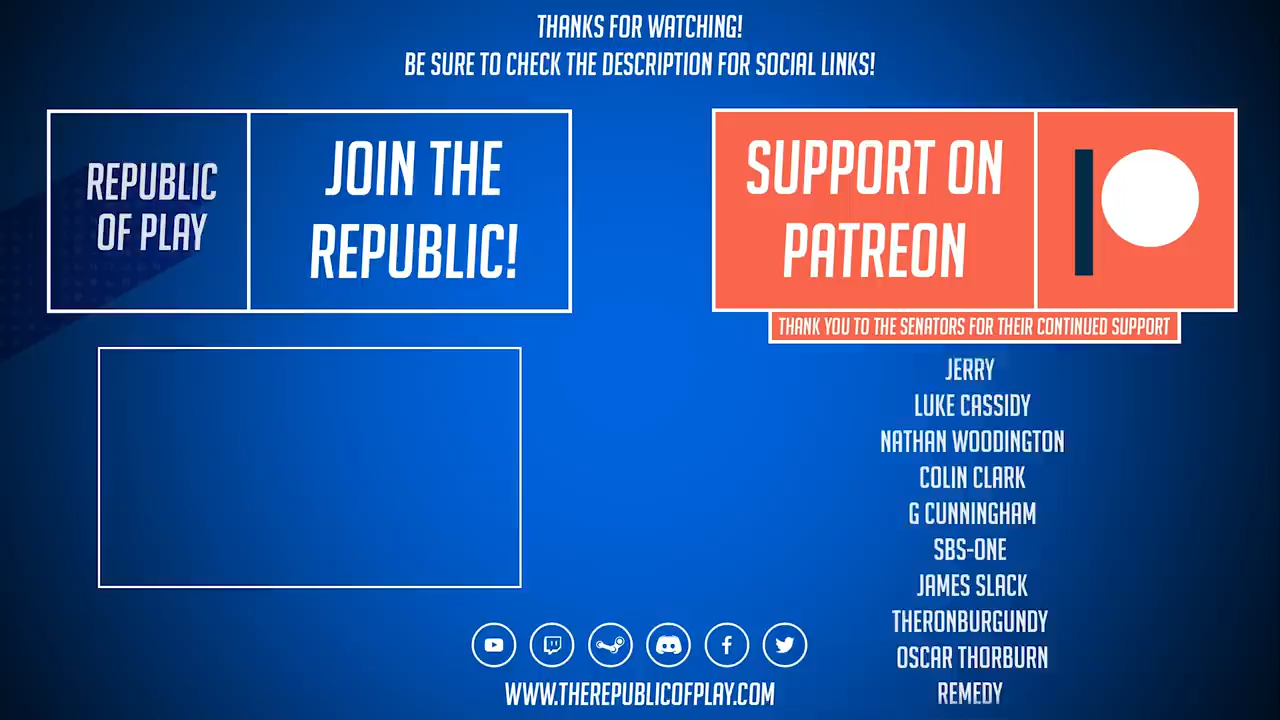 THANKS FOR WATCHING!
BE SURE TO CHECK THE DESCRIPTION FOR SOCIAL LINKS!
REPUBLIC
OF PLAY
JOIN THE
REPUBLIC!
SUPPORT ON
PATREON
THANK YOU TO THE SENATORS FOR THEIR CONTINUED SUPPORT
JERRY
LUKE CASSIDY
NATHAN WOODINGTON
COLIN CLARK
G CUNNINGHAM
SBS-ONE
JAMES SLACK
THERONBURGUNDY
OSCAR THORBURN
REMEDY
WWW.THEREPUBLICOFPLAY.COM